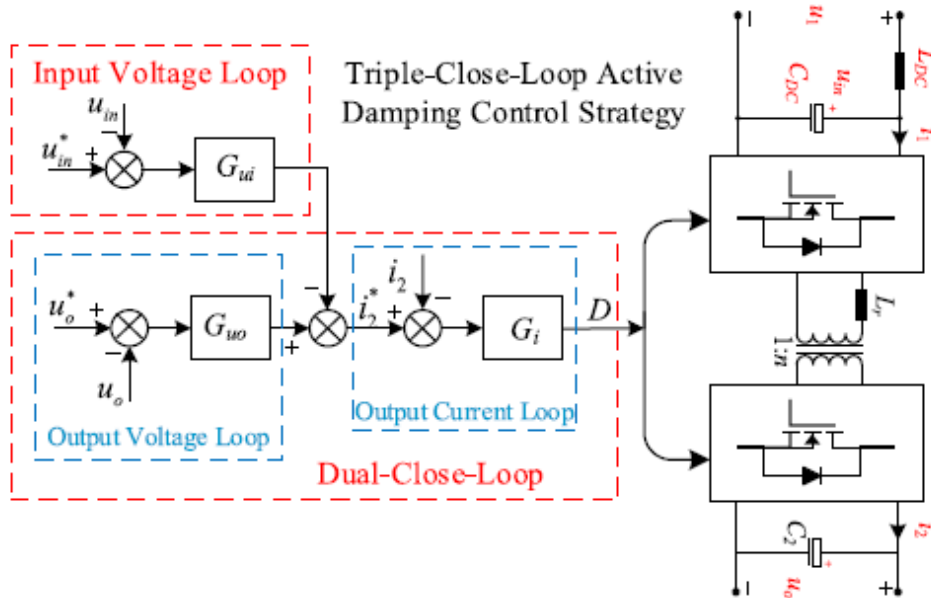 Input Voltage Loop
u_in
u*_in
+
−
G_ui
Triple-Close-Loop Active
Damping Control Strategy
u*_o
+
−
u_o
G_uo
Output Voltage Loop
−
+
i*_2
i_2
+
−
G_i
Output Current Loop
Dual-Close-Loop
D
−
u_1
+
L_DC
C_DC
u_in
+
i_1
L_r
1:n
i_2
C_2
+
−
u_o
+